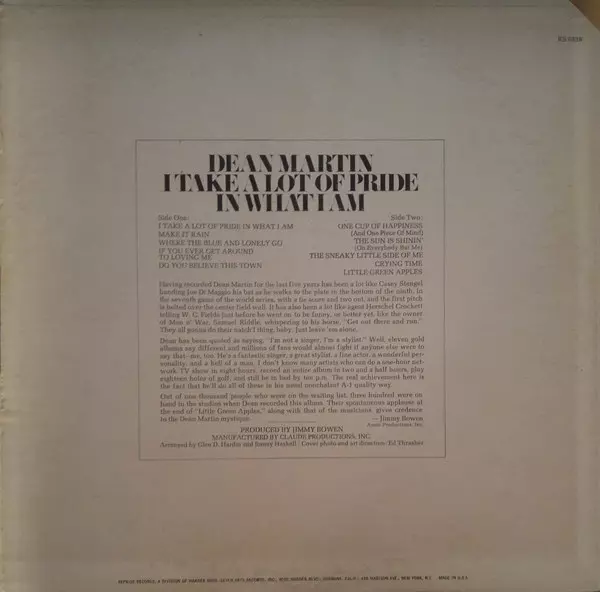 DEAN MARTIN
I TAKE A LOT OF PRIDE
IN WHAT I AM
Side One:
I TAKE A LOT OF PRIDE IN WHAT I AM
MAKE IT RAIN
WHERE THE BLUE AND LONELY GO
IF YOU EVER GET AROUND
TO LOVING ME
DO YOU BELIEVE THIS TOWN
Side Two:
ONE CUP OF HAPPINESS
(And One Piece Of Mind)
THE SUN IS SHININ'
(On Everybody But Me)
THE SNEAKY LITTLE SIDE OF ME
CRYING TIME
LITTLE GREEN APPLES
Having recorded Dean Martin for the last five years has been a lot like Casey Stengel
handing Joe Di Maggio his bat as he walks to the plate in the bottom of the ninth, in
the seventh game of the world series, with a tie score and two out, and the first pitch
is belted over the center field wall. It has also been a lot like agent Herschel Crockett
telling W. C. Fields just before he went on to be funny, or better yet, like the owner
of Man o' War, Samuel Riddle, whispering to his horse, "Get out there and run."
They all gonna do their natch'l thing, baby. Just leave 'em alone.
Dean has been quoted as saying, "I'm not a singer, I'm a stylist." Well, eleven gold
albums say different and millions of fans would almost fight if anyone else were to
say that—me, too. He's a fantastic singer, a great stylist, a fine actor, a wonderful per-
sonality, and a hell of a man. I don't know many artists who can do a one-hour net-
work TV show in eight hours, record an entire album in two and a half hours, play
eighteen holes of golf, and still be in bed by ten p.m. The real achievement here is
the fact that he'll do all of these in his usual nonchalant A-1 quality way.
Out of one thousand people who were on the waiting list, three hundred were on
hand in the studios when Dean recorded this album. Their spontaneous applause at
the end of "Little Green Apples," along with that of the musicians gives credence
to the Dean Martin mystique.
—Jimmy Bowen
Amos Productions, Inc.
PRODUCED BY JIMMY BOWEN
MANUFACTURED BY CLAUDE PRODUCTIONS, INC.
Arranged by Glen D. Hardin and Jimmy Haskell / Cover photo and art direction: Ed Thrasher